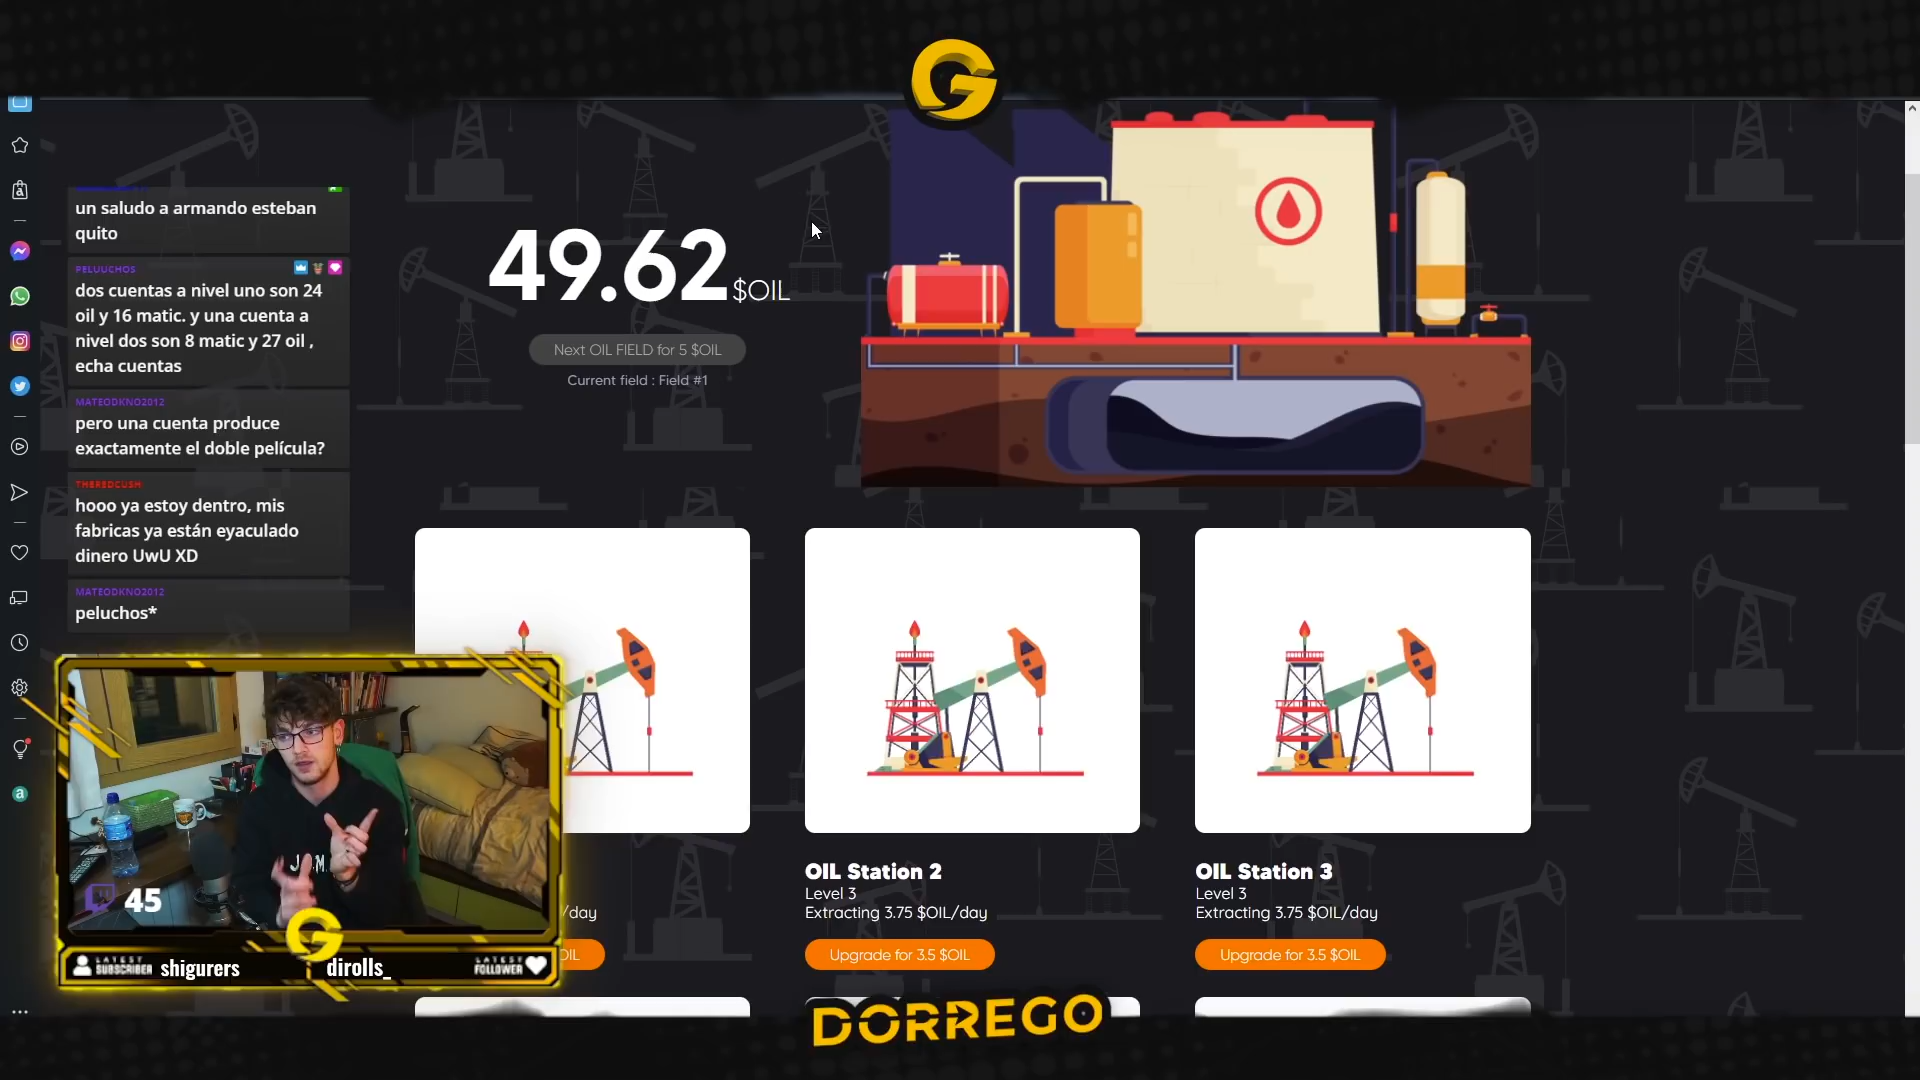 G
un saludo a armando esteban
quito
PELUUCHOS
dos cuentas a nivel uno son 24
oil y 16 matic. y una cuenta a
nivel dos son 8 matic y 27 oil ,
echa cuentas
MATEODKNO2012
pero una cuenta produce
exactamente el doble película?
THEREDCUSH
hooo ya estoy dentro, mis
fabricas ya están eyaculado
dinero UwU XD
MATEODKNO2012
peluchos*
49.62 $OIL
Next OIL FIELD for 5 $OIL
Current field : Field #1
OIL Station 2
Level 3
Extracting 3.75 $OIL/day
Upgrade for 3.5 $OIL
OIL Station 3
Level 3
Extracting 3.75 $OIL/day
Upgrade for 3.5 $OIL
/day
OIL
45
G
LATEST
SUBSCRIBER
shigurers
dirolls_
LATEST
FOLLOWER
DORREGO